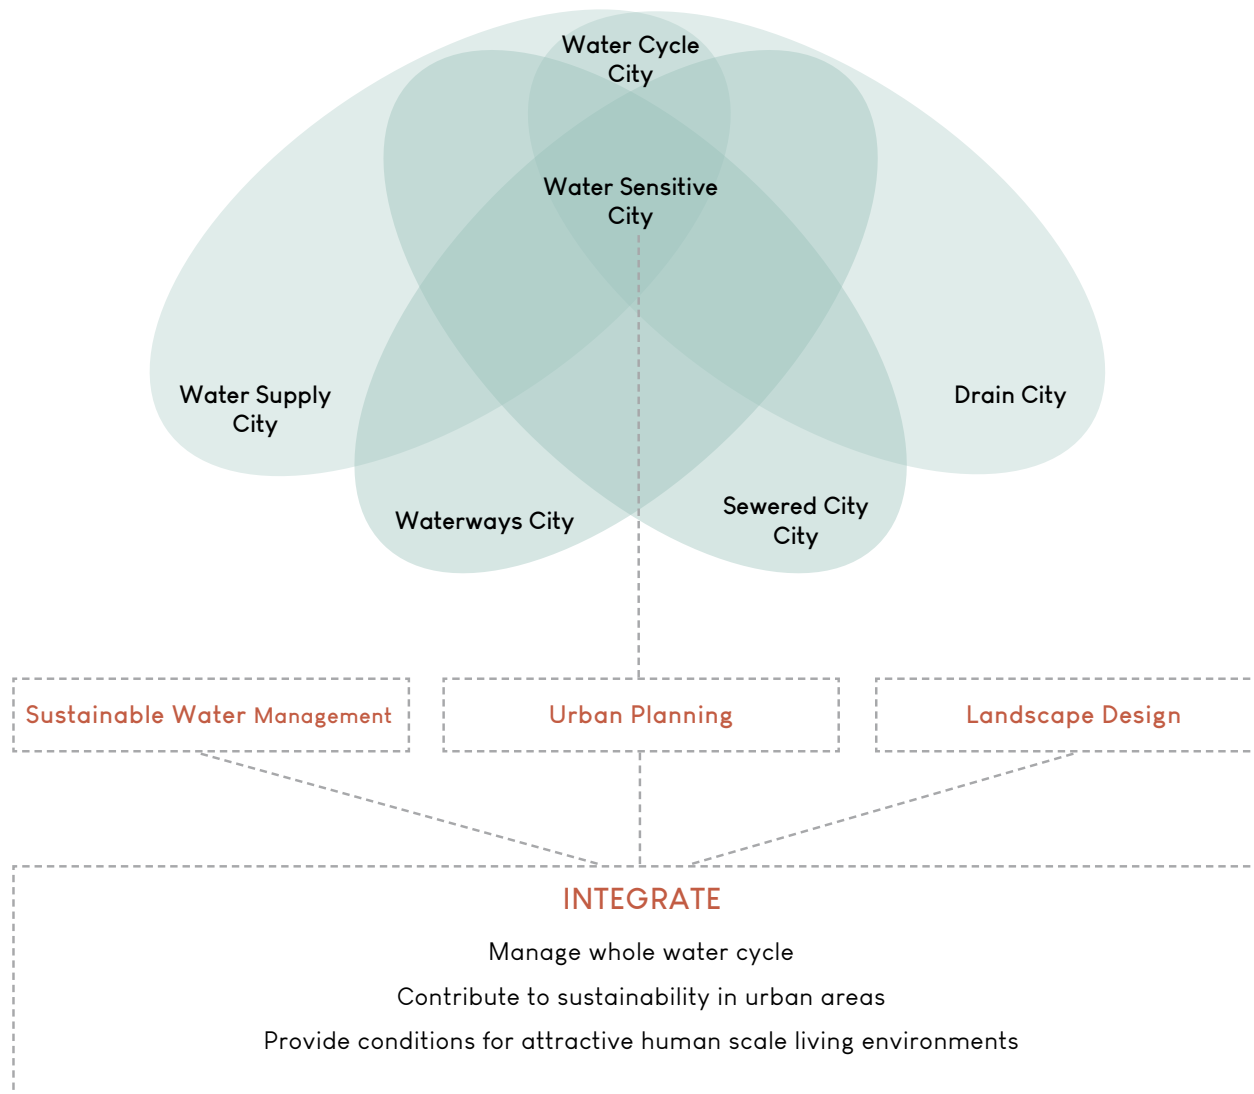 Water Cycle
City
Water Sensitive
City
Water Supply
City
Drain City
Waterways City
Sewered City
City
Sustainable Water Management
Urban Planning
Landscape Design
INTEGRATE
Manage whole water cycle
Contribute to sustainability in urban areas
Provide conditions for attractive human scale living environments